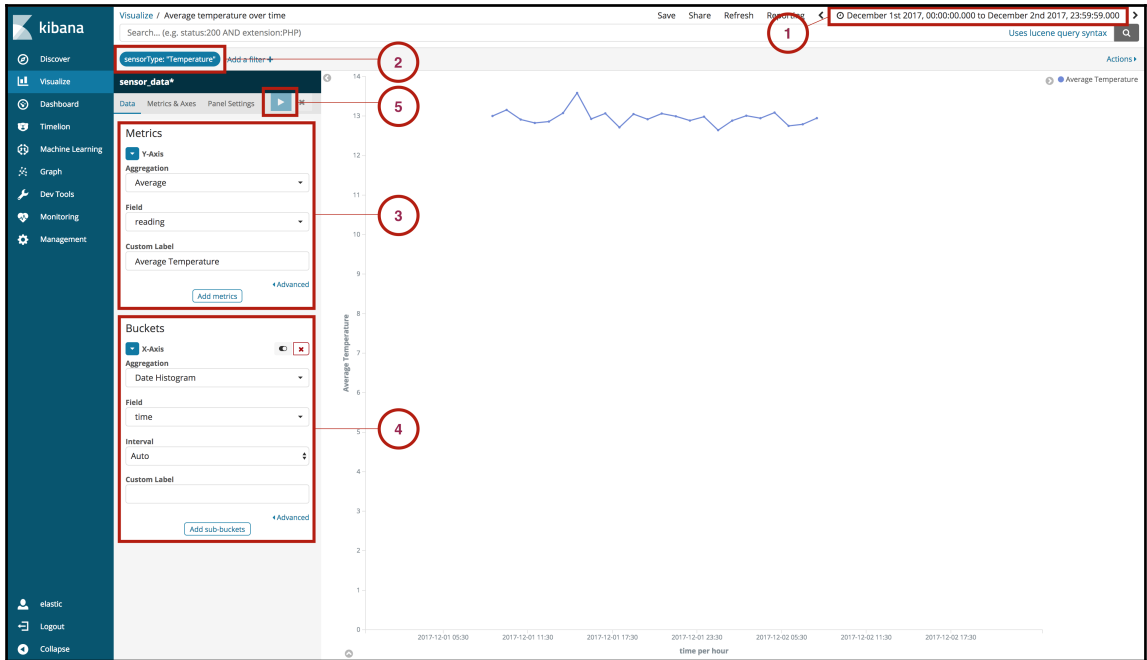 kibana
Discover
Visualize
Dashboard
Timelion
Machine Learning
Graph
Dev Tools
Monitoring
Management
elastic
Logout
Collapse
Visualize / Average temperature over time
Save Share Refresh Reporting December 1st 2017, 00:00:00.000 to December 2nd 2017, 23:59:59.000
1
Search... (e.g. status:200 AND extension:PHP)
Uses lucene query syntax
sensorType: "Temperature" Add a filter +
2
Actions
sensor_data*
Data Metrics & Axes Panel Settings
5
Metrics
Y-Axis
Aggregation
Average
Field
reading
3
Custom Label
Average Temperature
Advanced
Add metrics
Buckets
X-Axis
Aggregation
Date Histogram
Field
time
4
Interval
Auto
Custom Label
Advanced
Add sub-buckets
Average Temperature
14
13
12
11
10
9
8
7
6
5
4
3
2
1
0
Average Temperature
2017-12-01 05:30 2017-12-01 11:30 2017-12-01 17:30 2017-12-01 23:30 2017-12-02 05:30 2017-12-02 11:30 2017-12-02 17:30
time per hour